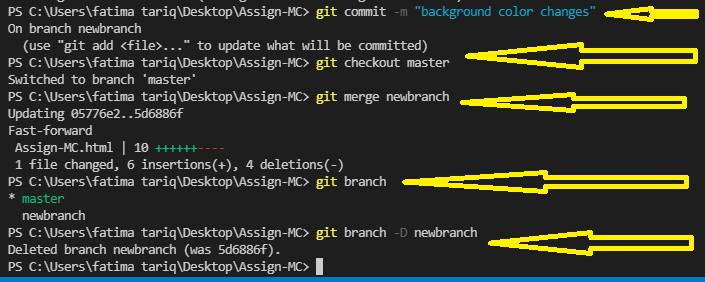 PS C:\Users\fatima tariq\Desktop\Assign-MC> git commit -m "background color changes"
On branch newbranch
  (use "git add <file>..." to update what will be committed)
PS C:\Users\fatima tariq\Desktop\Assign-MC> git checkout master
Switched to branch 'master'
PS C:\Users\fatima tariq\Desktop\Assign-MC> git merge newbranch
Updating 05776e2..5d6886f
Fast-forward
 Assign-MC.html | 10 ++++++----
 1 file changed, 6 insertions(+), 4 deletions(-)
PS C:\Users\fatima tariq\Desktop\Assign-MC> git branch
* master
  newbranch
PS C:\Users\fatima tariq\Desktop\Assign-MC> git branch -D newbranch
Deleted branch newbranch (was 5d6886f).
PS C:\Users\fatima tariq\Desktop\Assign-MC>